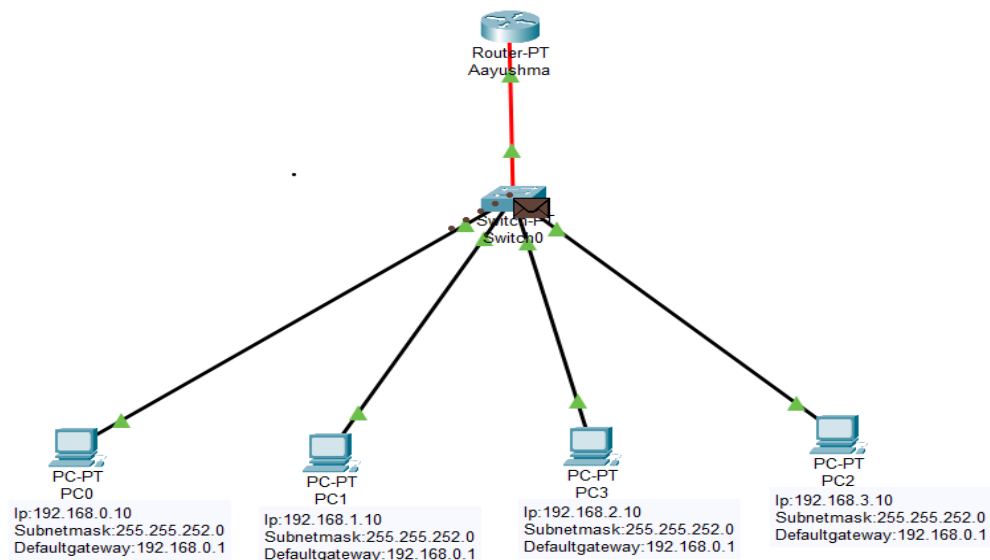 Router-PT
Aayushma
Switch-PT
Switch0
PC-PT
PC0
Ip:192.168.0.10
Subnetmask:255.255.252.0
Defaultgateway:192.168.0.1
PC-PT
PC1
Ip:192.168.1.10
Subnetmask:255.255.252.0
Defaultgateway:192.168.0.1
PC-PT
PC3
Ip:192.168.2.10
Subnetmask:255.255.252.0
Defaultgateway:192.168.0.1
PC-PT
PC2
Ip:192.168.3.10
Subnetmask:255.255.252.0
Defaultgateway:192.168.0.1